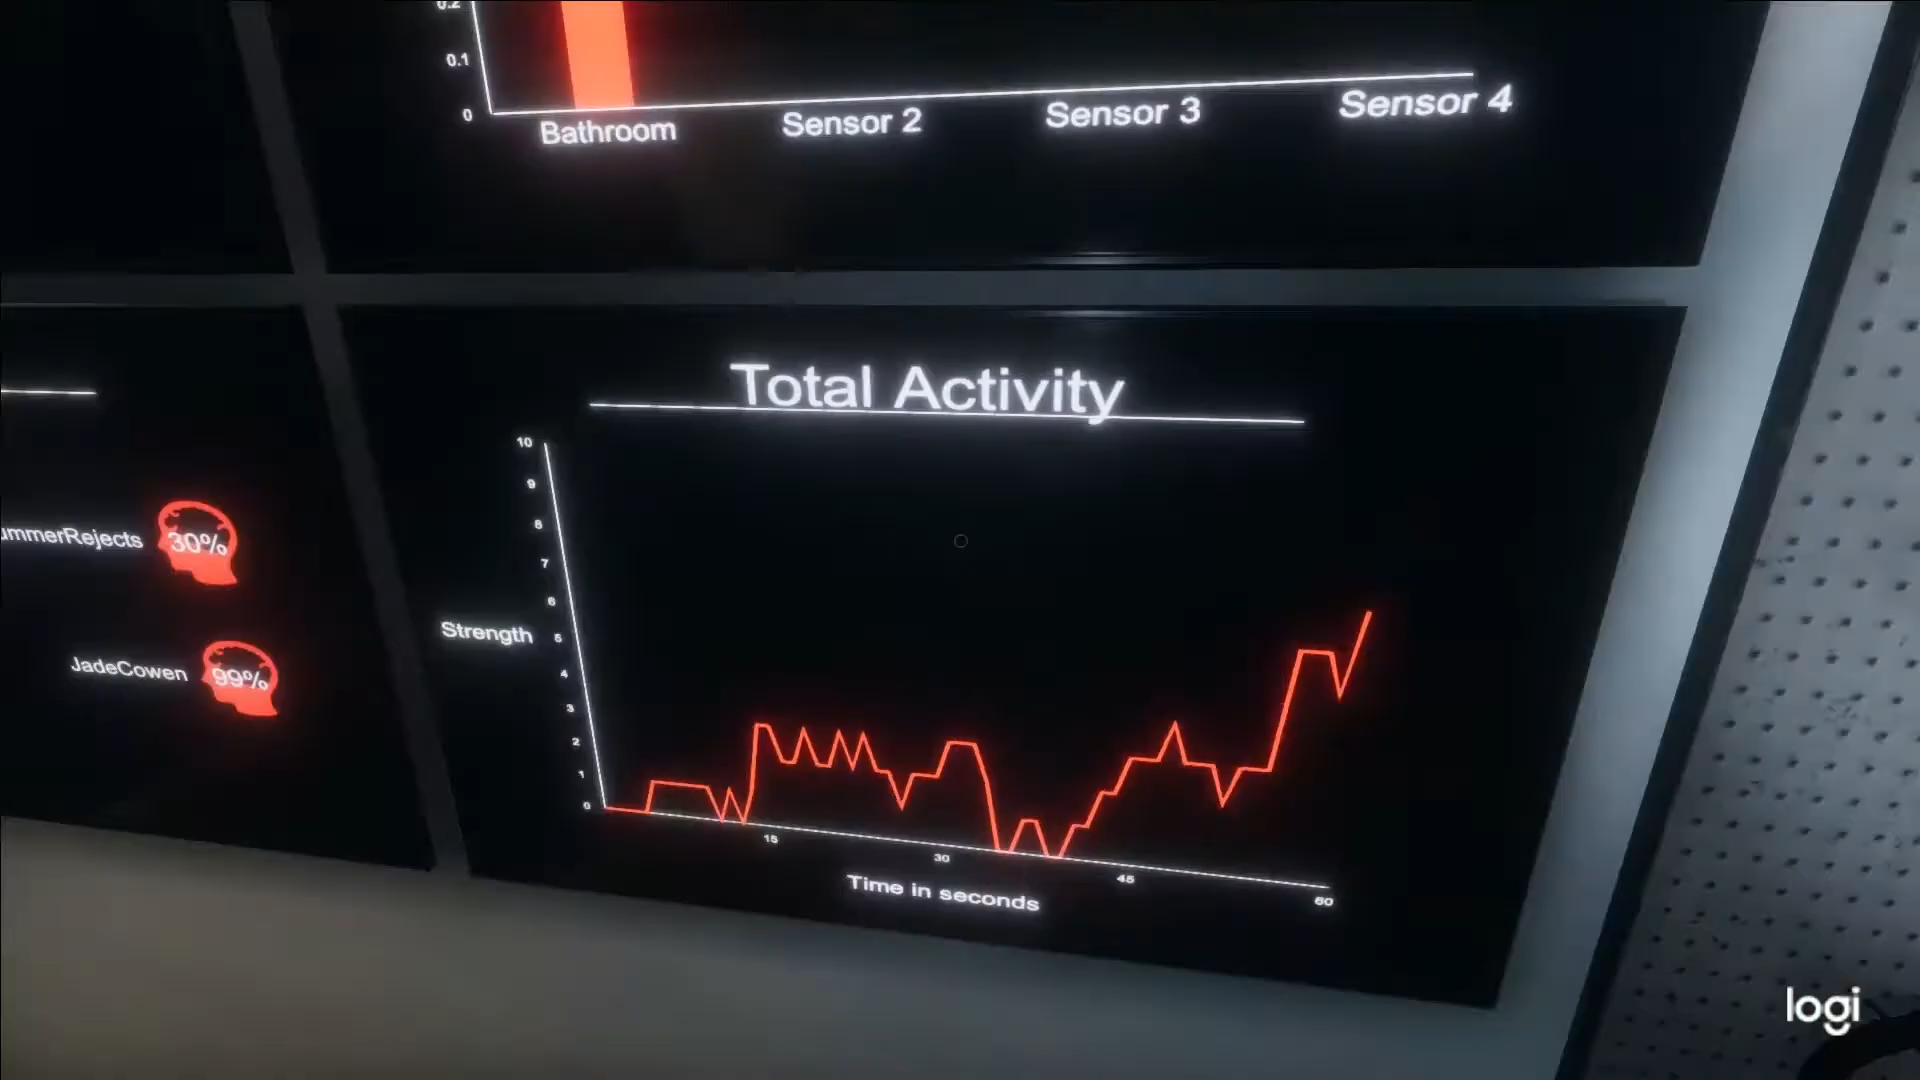 0.2
0.1
0
Bathroom
Sensor 2
Sensor 3
Sensor 4
Total Activity
10
9
8
7
6
5
4
3
2
1
0
Strength
15
30
45
60
Time in seconds
ummerRejects
30%
JadeCowen
99%
logi